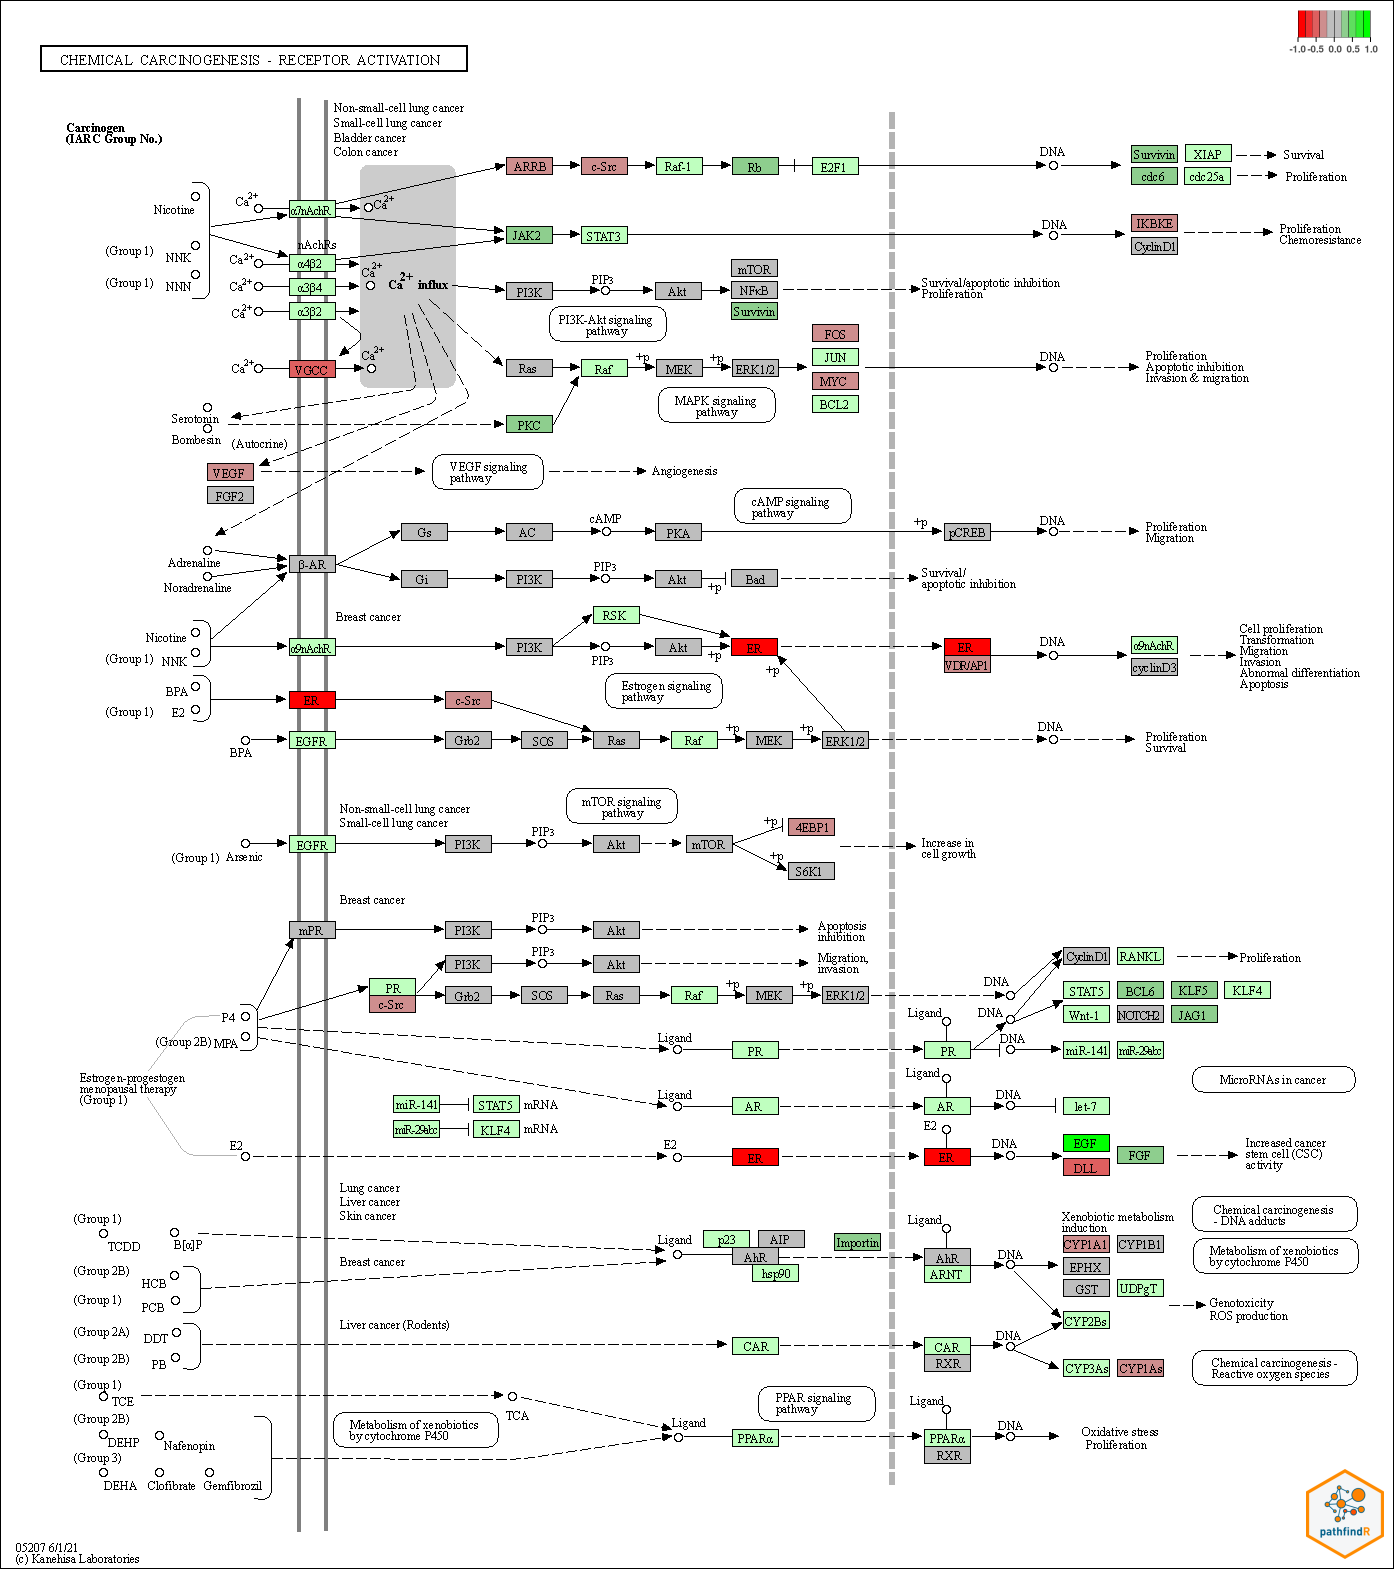 -1.0 -0.5 0.0 0.5 1.0
CHEMICAL CARCINOGENESIS - RECEPTOR ACTIVATION
Carcinogen
(IARC Group No.)
Non-small-cell lung cancer
Small-cell lung cancer
Bladder cancer
Colon cancer
ARRB
c-Src
Raf-1
Rb
E2F1
DNA
Survivin
XIAP
Survival
cdc6
cdc25a
Proliferation
Nicotine
(Group 1)
NNK
(Group 1)
NNN
Ca2+
α7nAchR
Ca2+
nAchRs
Ca2+
α4β2
Ca2+
Ca2+
α3β4
Ca2+
α3β2
Ca2+ influx
Ca2+
VGCC
Ca2+
JAK2
STAT3
DNA
IKBKE
CyclinD1
Proliferation
Chemoresistance
PI3K
PIP3
Akt
mTOR
NFκB
Survivin
Survival/apoptotic inhibition
Proliferation
PI3K-Akt signaling
pathway
Ras
Raf
+p
MEK
+p
ERK1/2
FOS
JUN
MYC
BCL2
DNA
Proliferation
Apoptotic inhibition
Invasion & migration
MAPK signaling
pathway
Serotonin
Bombesin
PKC
(Autocrine)
VEGF
FGF2
VEGF signaling
pathway
Angiogenesis
cAMP signaling
pathway
Gs
AC
cAMP
PKA
+p
pCREB
DNA
Proliferation
Migration
Adrenaline
Noradrenaline
β-AR
Gi
PI3K
PIP3
Akt
+p
Bad
Survival/
apoptotic inhibition
Breast cancer
RSK
Nicotine
(Group 1)
NNK
α9nAchR
PI3K
PIP3
Akt
+p
ER
+p
ER
VDR/AP1
DNA
α9nAchR
cyclinD3
Cell proliferation
Transformation
Migration
Invasion
Abnormal differentiation
Apoptosis
Estrogen signaling
pathway
BPA
(Group 1)
E2
ER
c-Src
BPA
EGFR
Grb2
SOS
Ras
Raf
+p
MEK
+p
ERK1/2
DNA
Proliferation
Survival
Non-small-cell lung cancer
Small-cell lung cancer
mTOR signaling
pathway
(Group 1)
Arsenic
EGFR
PI3K
PIP3
Akt
mTOR
+p
4EBP1
+p
S6K1
Increase in
cell growth
Breast cancer
mPR
PI3K
PIP3
Akt
Apoptosis
inhibition
PI3K
PIP3
Akt
Migration,
invasion
PR
c-Src
Grb2
SOS
Ras
Raf
+p
MEK
+p
ERK1/2
DNA
CyclinD1
RANKL
Proliferation
STAT5
BCL6
KLF5
KLF4
Wnt-1
NOTCH2
JAG1
P4
(Group 2B)
MPA
Ligand
PR
Ligand
PR
DNA
DNA
miR-141
miR-29abc
Estrogen-progestogen
menopausal therapy
(Group 1)
MicroRNAs in cancer
miR-141
STAT5
mRNA
miR-29abc
KLF4
mRNA
Ligand
AR
Ligand
AR
DNA
let-7
E2
E2
ER
E2
ER
DNA
EGF
DLL
FGF
Increased cancer
stem cell (CSC)
activity
Lung cancer
Liver cancer
Skin cancer
(Group 1)
TCDD
B[α]P
Breast cancer
(Group 2B)
HCB
(Group 1)
PCB
Ligand
p23
AIP
AhR
hsp90
Importin
Ligand
AhR
ARNT
DNA
Xenobiotic metabolism
induction
CYP1A1
CYP1B1
EPHX
GST
UDPgT
CYP2Bs
Chemical carcinogenesis
- DNA adducts
Metabolism of xenobiotics
by cytochrome P450
Genotoxicity
ROS production
Liver cancer (Rodents)
(Group 2A)
DDT
(Group 2B)
PB
CAR
CAR
RXR
DNA
CYP3As
CYP1As
Chemical carcinogenesis -
Reactive oxygen species
(Group 1)
TCE
TCA
PPAR signaling
pathway
Metabolism of xenobiotics
by cytochrome P450
(Group 2B)
DEHP
Nafenopin
(Group 3)
DEHA
Clofibrate
Gemfibrozil
Ligand
PPARα
Ligand
PPARα
RXR
DNA
Oxidative stress
Proliferation
pathfindR
05207 6/1/21
(c) Kanehisa Laboratories